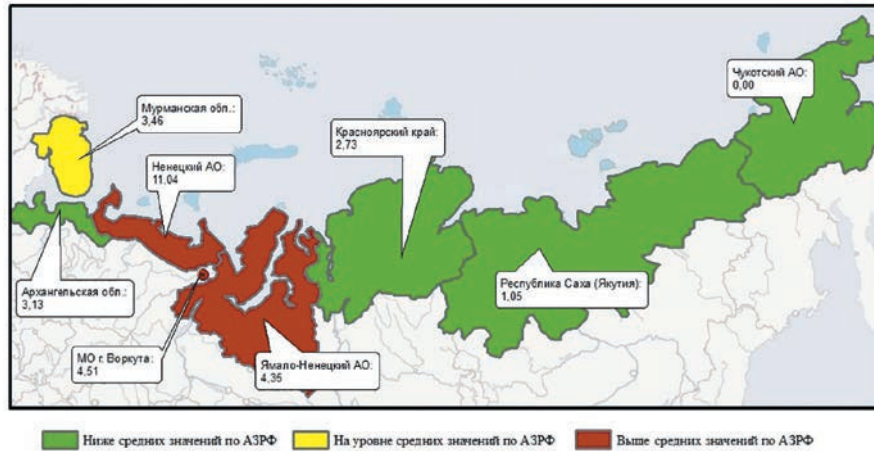 Чукотский АО:
0,00
Мурманская обл.:
3,46
Красноярский край:
2,73
Ненецкий АО:
11,04
Республика Саха (Якутия):
1,05
Архангельская обл.:
3,13
МО г. Воркута:
4,51
Ямало-Ненецкий АО:
4,35
Ниже средних значений по АЗРФ
На уровне средних значений по АЗРФ
Выше средних значений по АЗРФ